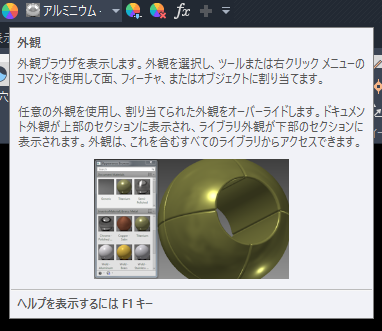 アルミニウム -
fx
外観
外観ブラウザを表示します。外観を選択し、ツールまたは右クリック メニューの
コマンドを使用して面、フィーチャ、またはオブジェクトに割り当てます。
任意の外観を使用し、割り当てられた外観をオーバーライドします。ドキュメン
ト外観が上部のセクションに表示され、ライブラリ外観が下部のセクションに
表示されます。外観は、これを含むすべてのライブラリからアクセスできます。
ヘルプを表示するには F1 キー
穴